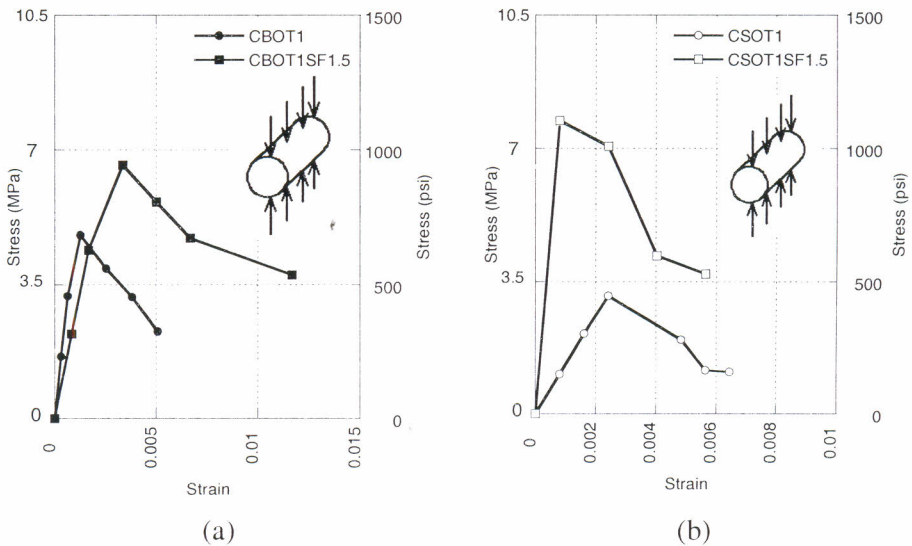 10.5
7
3.5
0
Stress (MPa)
CBOT1
CBOT1SF1.5
1500
1000
500
0
Stress (psi)
0
0.005
0.01
0.015
Strain
(a)
10.5
7
3.5
0
Stress (MPa)
CSOT1
CSOT1SF1.5
1500
1000
500
0
Stress (psi)
0
0.002
0.004
0.006
0.008
0.01
Strain
(b)